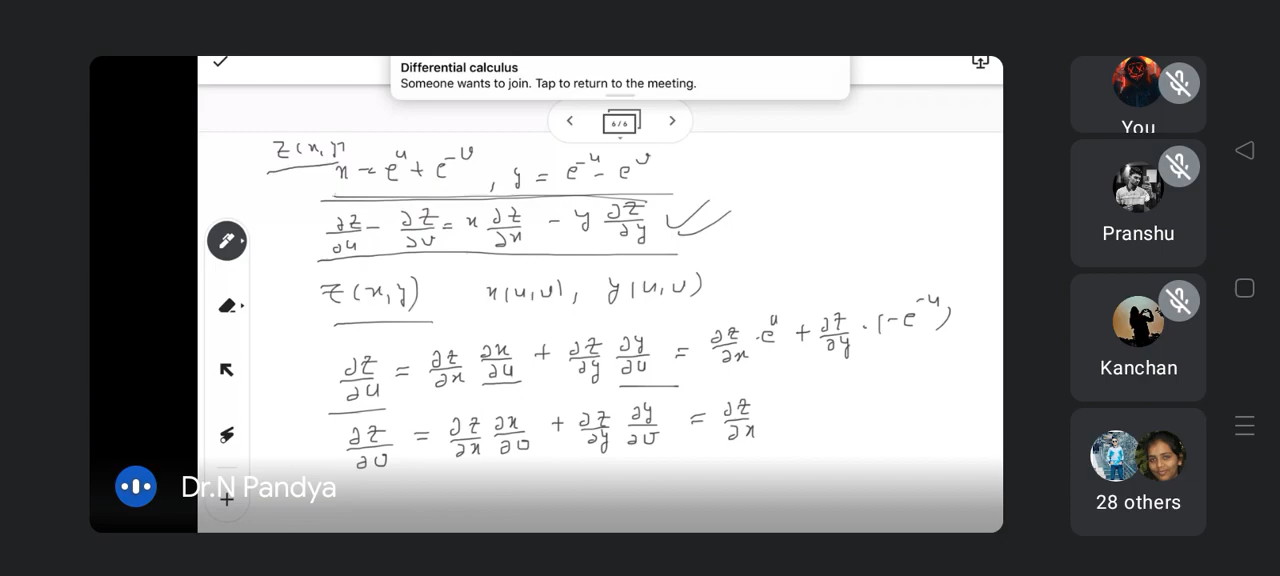 Differential calculus
Someone wants to join. Tap to return to the meeting.
6/6
z(x,y)
x = e^u + e^-v , y = e^-u - e^v
∂z/∂u - ∂z/∂v = x ∂z/∂x - y ∂z/∂y
z(x,y) x(u,v), y(u,v)
∂z/∂u = ∂z/∂x ∂x/∂u + ∂z/∂y ∂y/∂u = ∂z/∂x · e^u + ∂z/∂y · (-e^-u)
∂z/∂v = ∂z/∂x ∂x/∂v + ∂z/∂y ∂y/∂v = ∂z/∂x
Dr.N Pandya
You
Pranshu
Kanchan
28 others